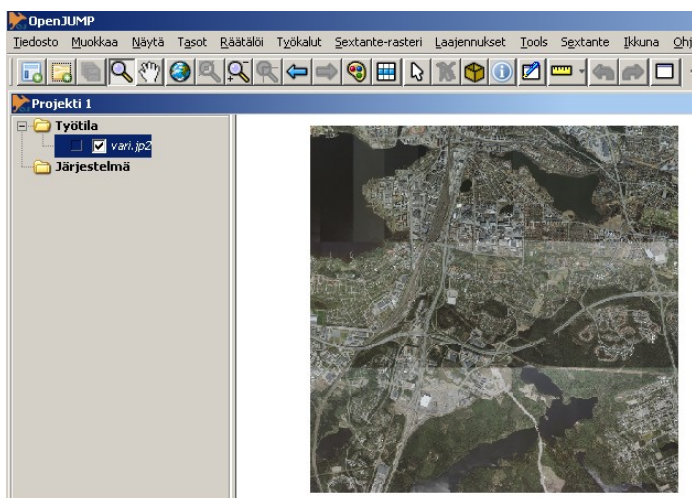 OpenJUMP
Tiedosto Muokkaa Näytä Tasot Räätälöi Työkalut Sextante-rasteri Laajennukset Tools Sextante Ikkuna Ohj
Projekti 1
Työtila
vari.jp2
Järjestelmä